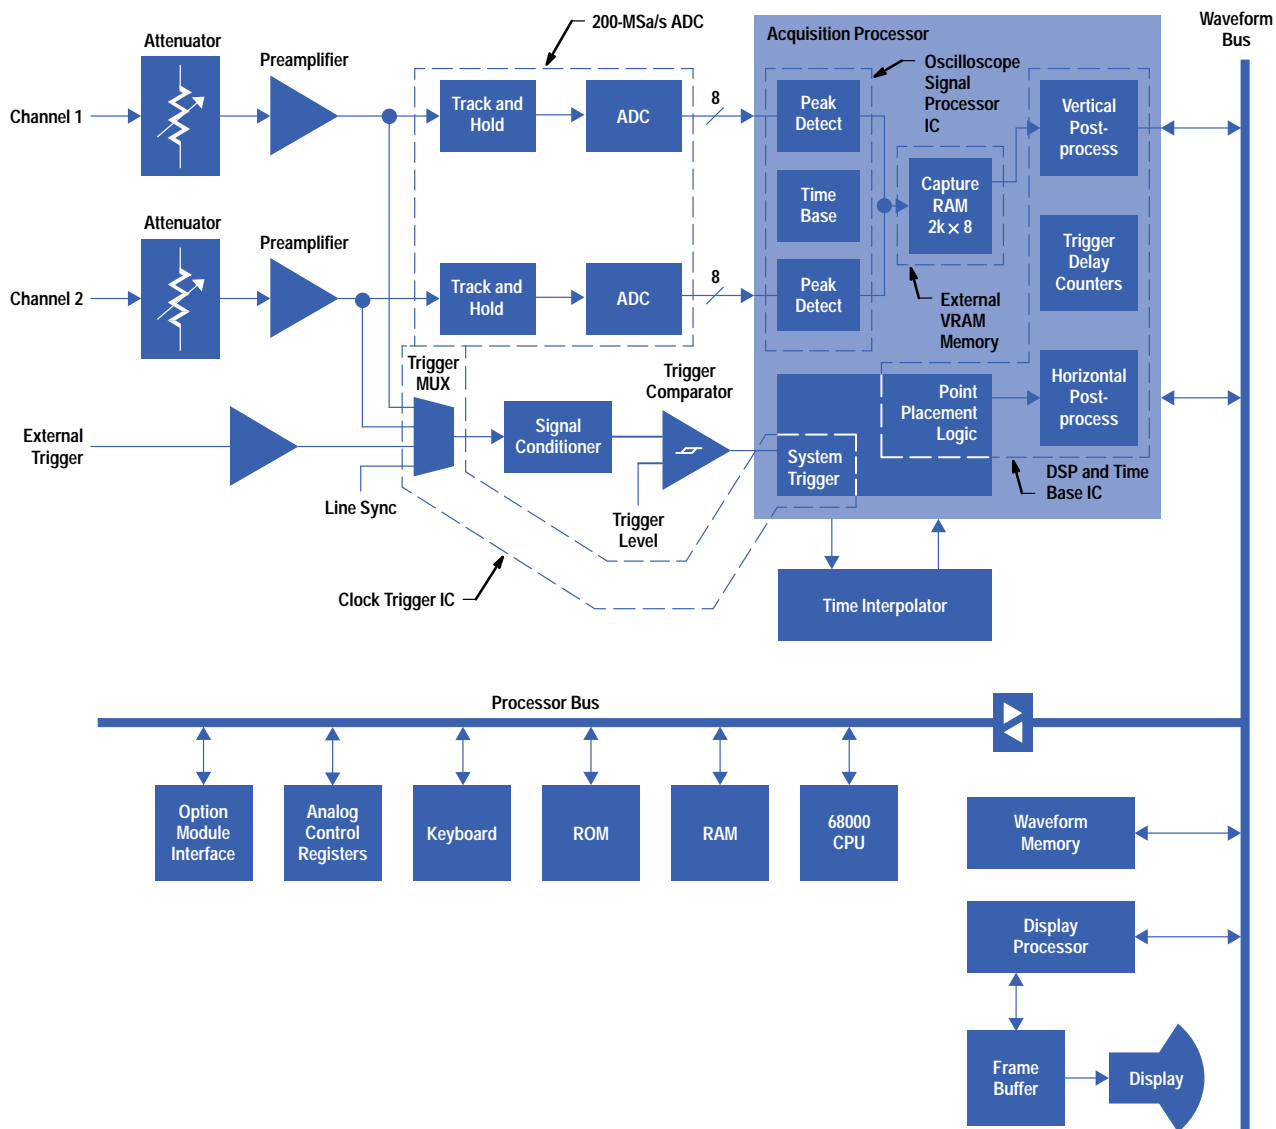 200-MSa/s ADC
Waveform
Bus
Attenuator
Preamplifier
Acquisition Processor
Oscilloscope
Signal
Processor
IC
Channel 1
Track and
Hold
ADC
8
Peak
Detect
Vertical
Post-
process
Time
Base
Capture
RAM
2k × 8
Attenuator
Preamplifier
Trigger
Delay
Counters
Channel 2
Track and
Hold
ADC
8
Peak
Detect
External
VRAM
Memory
Trigger
MUX
Trigger
Comparator
External
Trigger
Signal
Conditioner
Point
Placement
Logic
Horizontal
Post-
process
System
Trigger
DSP and Time
Base IC
Line Sync
Trigger
Level
Clock Trigger IC
Time Interpolator
Processor Bus
Option
Module
Interface
Analog
Control
Registers
Keyboard
ROM
RAM
68000
CPU
Waveform
Memory
Display
Processor
Frame
Buffer
Display